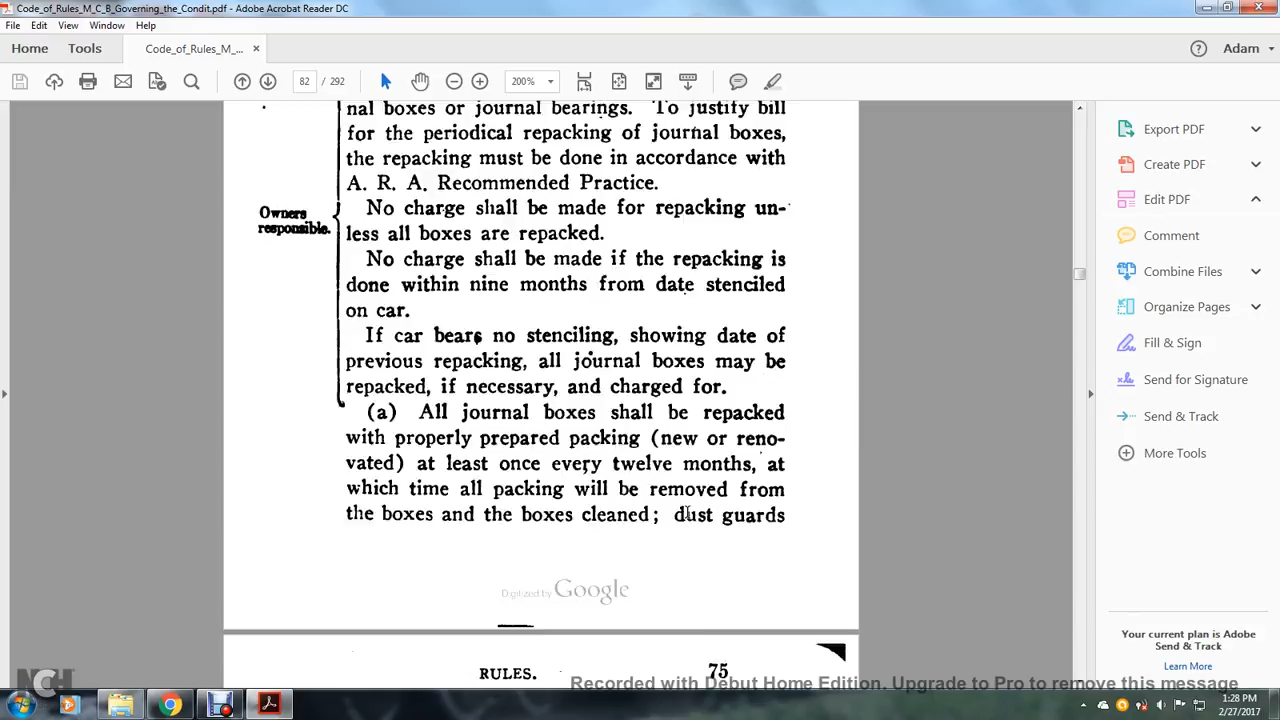 Code_of_Rules_M_C_B_Governing_the_Condit.pdf - Adobe Acrobat Reader DC
File Edit View Window Help
Home Tools Code_of_Rules_M_... × Adam
82 / 292 200%
nal boxes or journal bearings. To justify bill
for the periodical repacking of journal boxes,
the repacking must be done in accordance with
A. R. A. Recommended Practice.
Owners
responsible.
No charge shall be made for repacking un-
less all boxes are repacked.
No charge shall be made if the repacking is
done within nine months from date stenciled
on car.
If car bears no stenciling, showing date of
previous repacking, all journal boxes may be
repacked, if necessary, and charged for.
(a) All journal boxes shall be repacked
with properly prepared packing (new or reno-
vated) at least once every twelve months, at
which time all packing will be removed from
the boxes and the boxes cleaned; dust guards
Digitized by Google
RULES. 75
Export PDF
Create PDF
Edit PDF
Comment
Combine Files
Organize Pages
Fill & Sign
Send for Signature
Send & Track
More Tools
Your current plan is Adobe
Send & Track
Learn More
NCH
Recorded with Debut Home Edition. Upgrade to Pro to remove this message
1:28 PM
2/27/2017